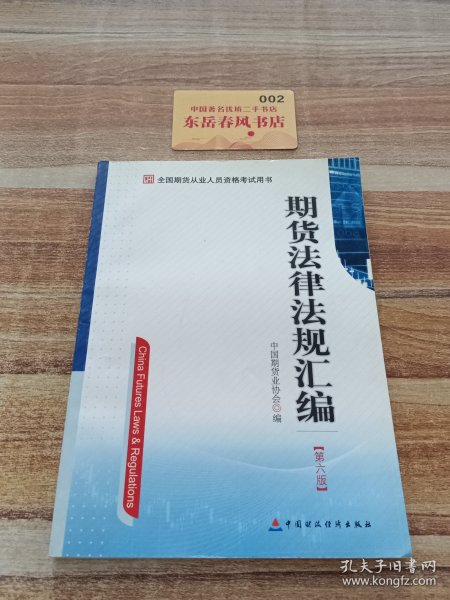 002
中国著名拔培二手书店
东岳春风书店
全国期货从业人员资格考试用书
期货法律法规汇编
中国期货业协会◎编
【第六版】
China Futures Laws & Regulations
中国财政经济出版社
孔夫子旧书网
www.kongfz.com